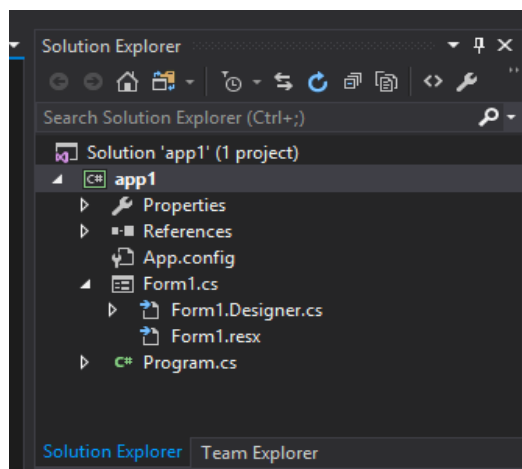 Solution Explorer
Search Solution Explorer (Ctrl+;)
Solution 'app1' (1 project)
C# app1
Properties
References
App.config
Form1.cs
Form1.Designer.cs
Form1.resx
C# Program.cs
Solution Explorer Team Explorer